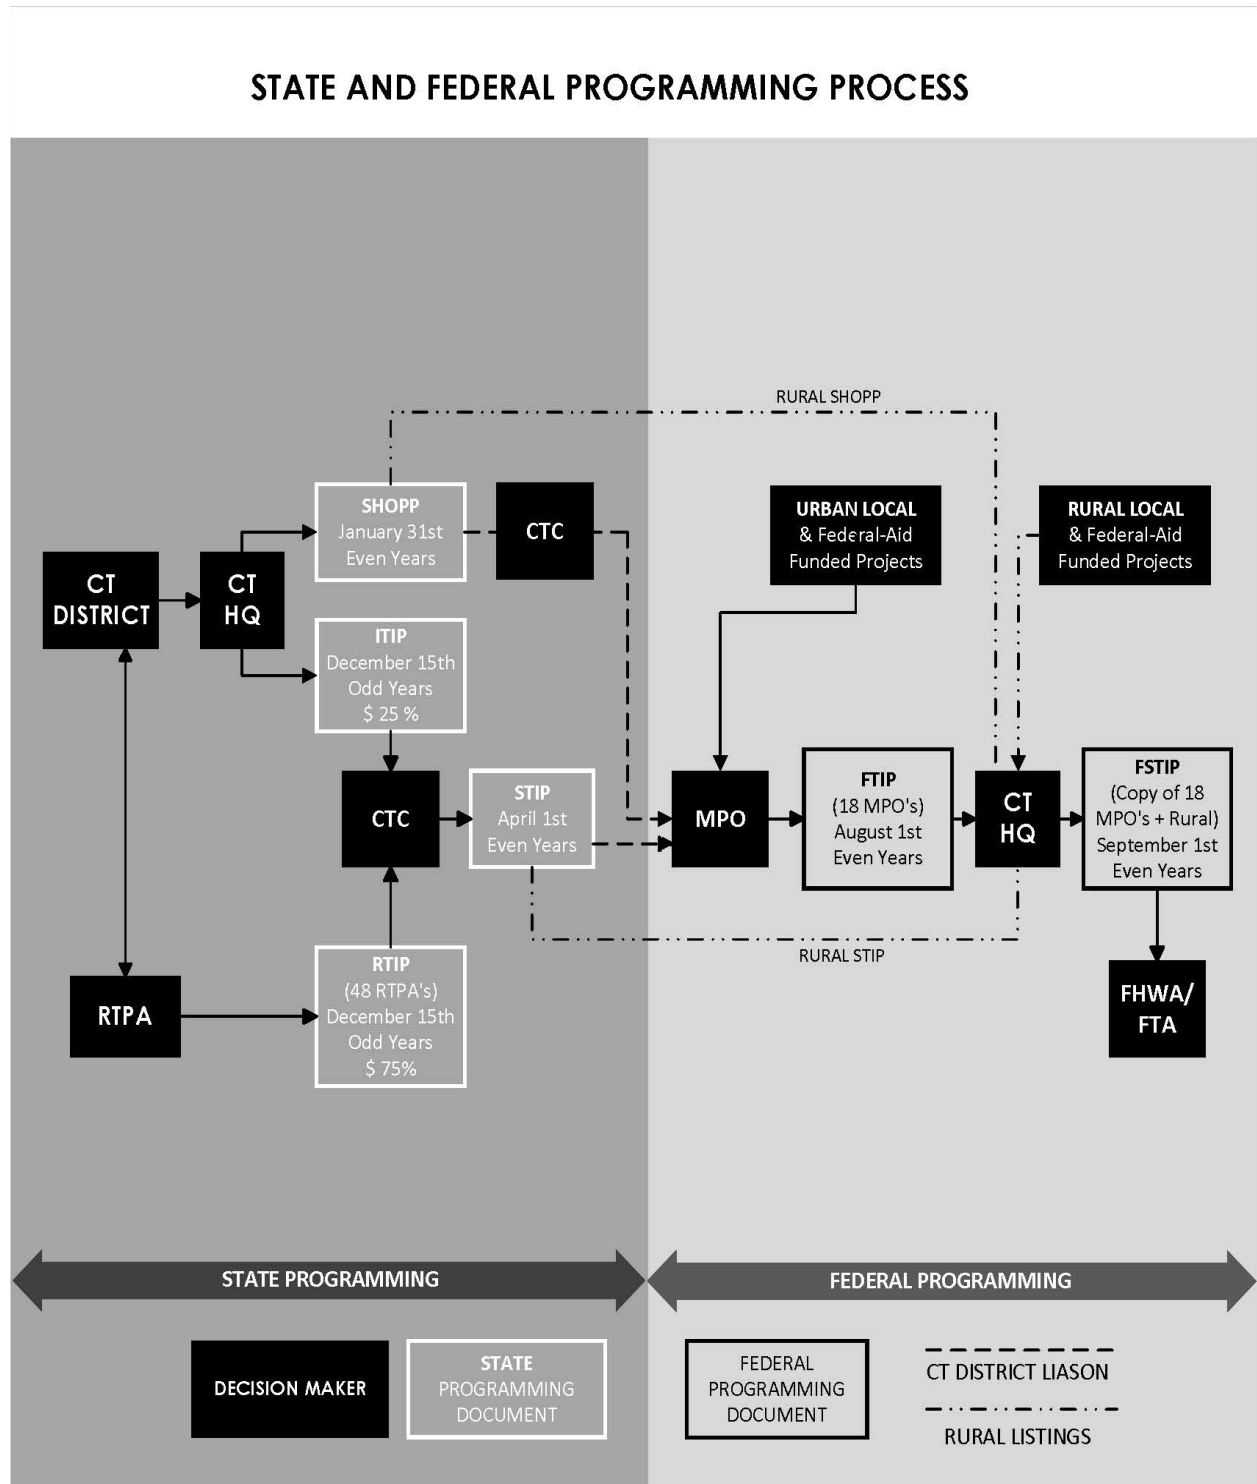 STATE AND FEDERAL PROGRAMMING PROCESS
RURAL SHOPP
SHOPP
January 31st
Even Years
CTC
URBAN LOCAL
& Federal-Aid
Funded Projects
RURAL LOCAL
& Federal-Aid
Funded Projects
CT
DISTRICT
CT
HQ
ITIP
December 15th
Odd Years
$ 25 %
CTC
STIP
April 1st
Even Years
MPO
FTIP
(18 MPO's)
August 1st
Even Years
CT
HQ
FSTIP
(Copy of 18
MPO's + Rural)
September 1st
Even Years
RURAL STIP
RTPA
RTIP
(48 RTPA's)
December 15th
Odd Years
$ 75%
FHWA/
FTA
STATE PROGRAMMING
FEDERAL PROGRAMMING
DECISION MAKER
STATE
PROGRAMMING
DOCUMENT
FEDERAL
PROGRAMMING
DOCUMENT
CT DISTRICT LIASON
RURAL LISTINGS